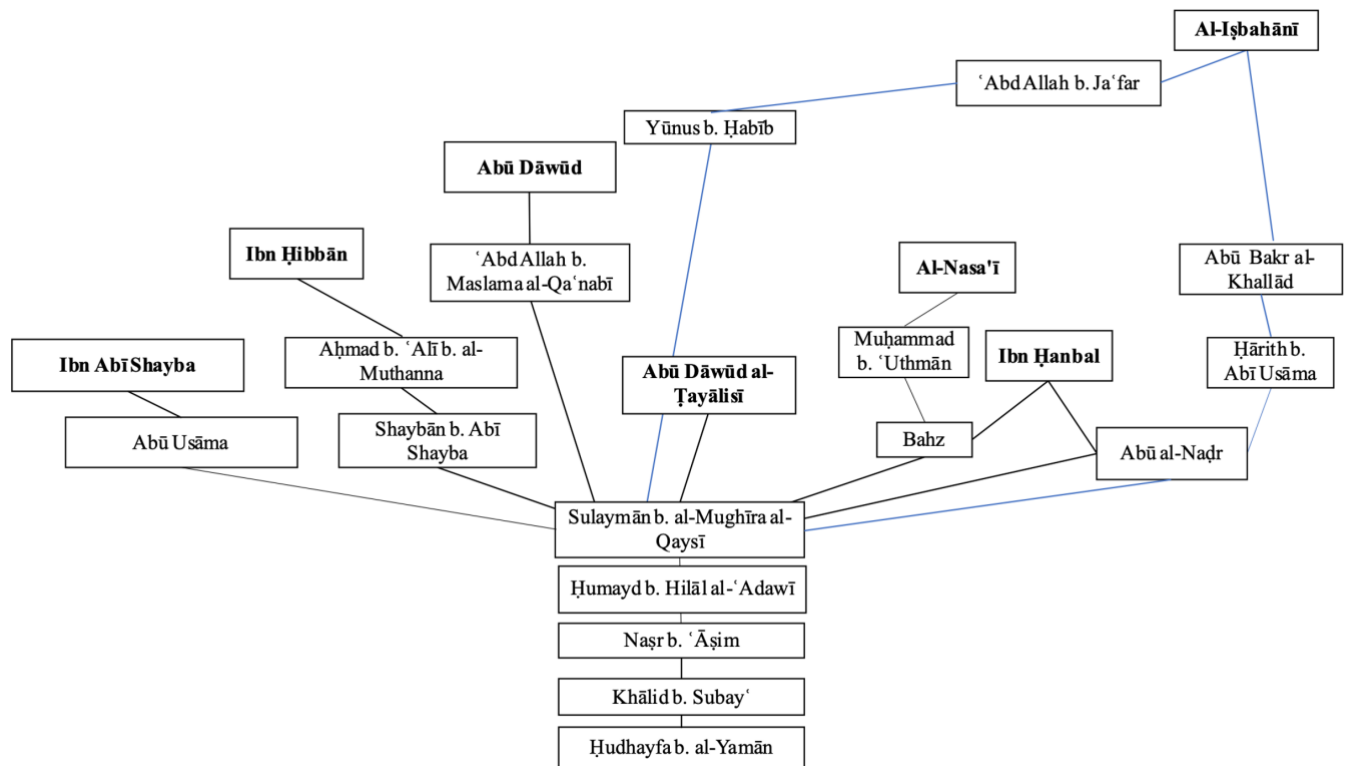 Al-Iṣbahānī
ʿAbd Allah b. Jaʿfar
Yūnus b. Ḥabīb
Abū Dāwūd
Ibn Ḥibbān
ʿAbd Allah b.
Maslama al-Qaʿnabī
Al-Nasa'ī
Abū Bakr al-
Khallād
Ibn Abī Shayba
Aḥmad b. ʿAlī b. al-
Muthanna
Abū Dāwūd al-
Ṭayālisī
Muḥammad
b. ʿUthmān
Ibn Ḥanbal
Ḥārith b.
Abī Usāma
Abū Usāma
Shaybān b. Abī
Shayba
Bahz
Abū al-Naḍr
Sulaymān b. al-Mughīra al-
Qaysī
Ḥumayd b. Hilāl al-ʿAdawī
Naṣr b. ʿĀṣim
Khālid b. Subayʿ
Ḥudhayfa b. al-Yamān